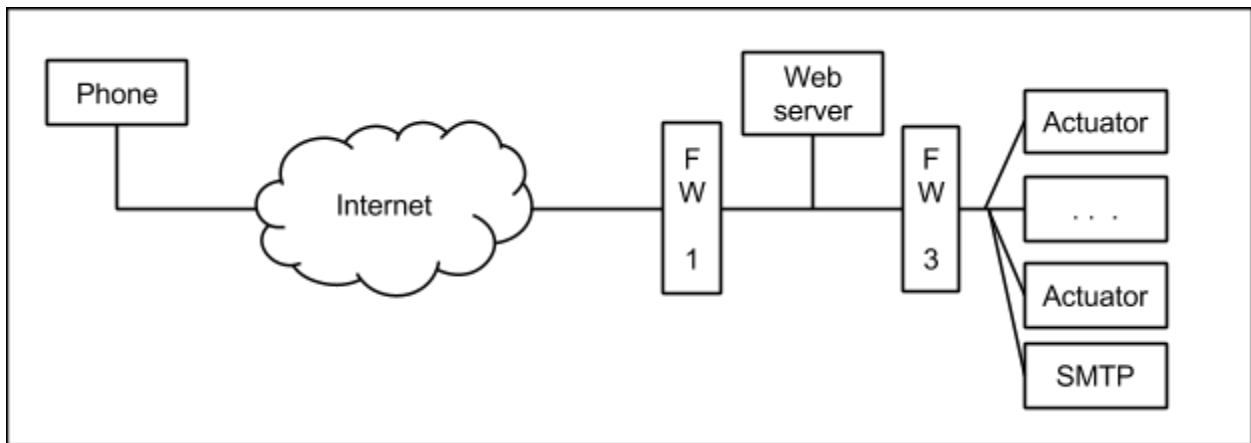 Phone
Internet
F
W
1
Web
server
F
W
3
Actuator
. . .
Actuator
SMTP